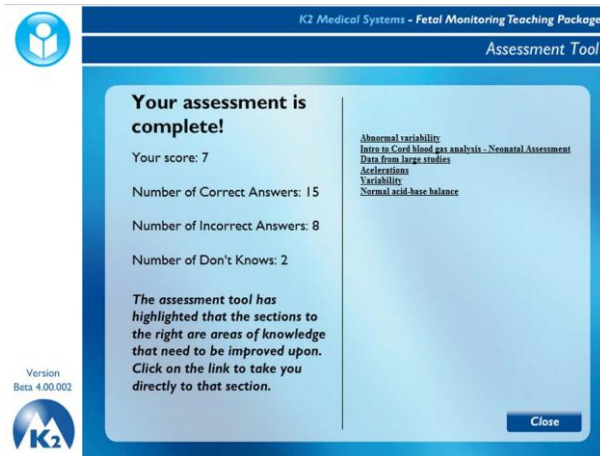 K2 Medical Systems - Fetal Monitoring Teaching Package
Assessment Tool
Your assessment is
complete!
Your score: 7
Number of Correct Answers: 15
Number of Incorrect Answers: 8
Number of Don't Knows: 2
The assessment tool has
highlighted that the sections to
the right are areas of knowledge
that need to be improved upon.
Click on the link to take you
directly to that section.
Abnormal variability
Intro to Cord blood gas analysis - Neonatal Assessment
Data from large studies
Acelerations
Variability
Normal acid-base balance
Close
Version
Beta 4.00.002
K2